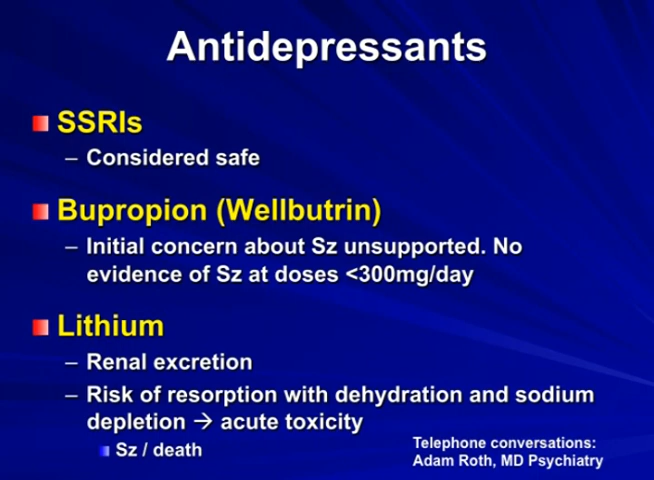 Antidepressants
SSRIs
– Considered safe
Bupropion (Wellbutrin)
– Initial concern about Sz unsupported. No
evidence of Sz at doses <300mg/day
Lithium
– Renal excretion
– Risk of resorption with dehydration and sodium
depletion → acute toxicity
Sz / death
Telephone conversations:
Adam Roth, MD Psychiatry